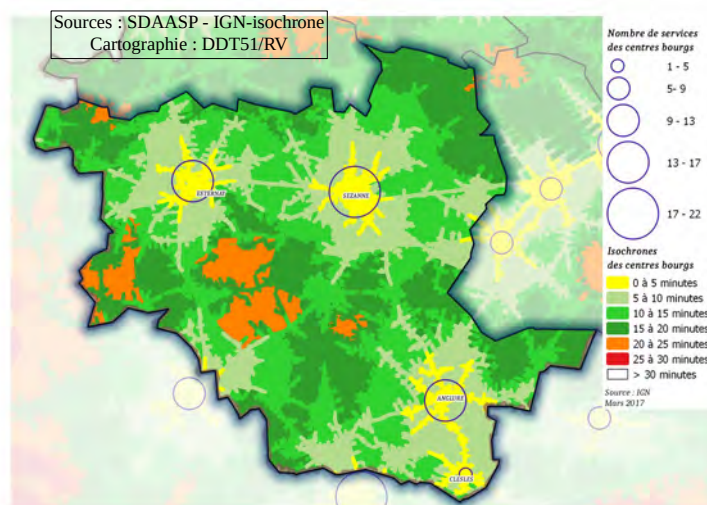 Sources : SDAASP - IGN-isochrone
Cartographie : DDT51/RV
Nombre de services
des centres bourgs
1 - 5
5- 9
9 - 13
13 - 17
17 - 22
Isochrones
des centres bourgs
0 à 5 minutes
5 à 10 minutes
10 à 15 minutes
15 à 20 minutes
20 à 25 minutes
25 à 30 minutes
> 30 minutes
Source : IGN
Mars 2017
ESTERNAY
SEZANNE
ANGLURE
CLESLES